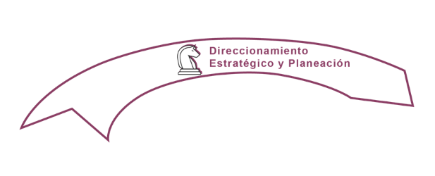 Direccionamiento
Estratégico y Planeación